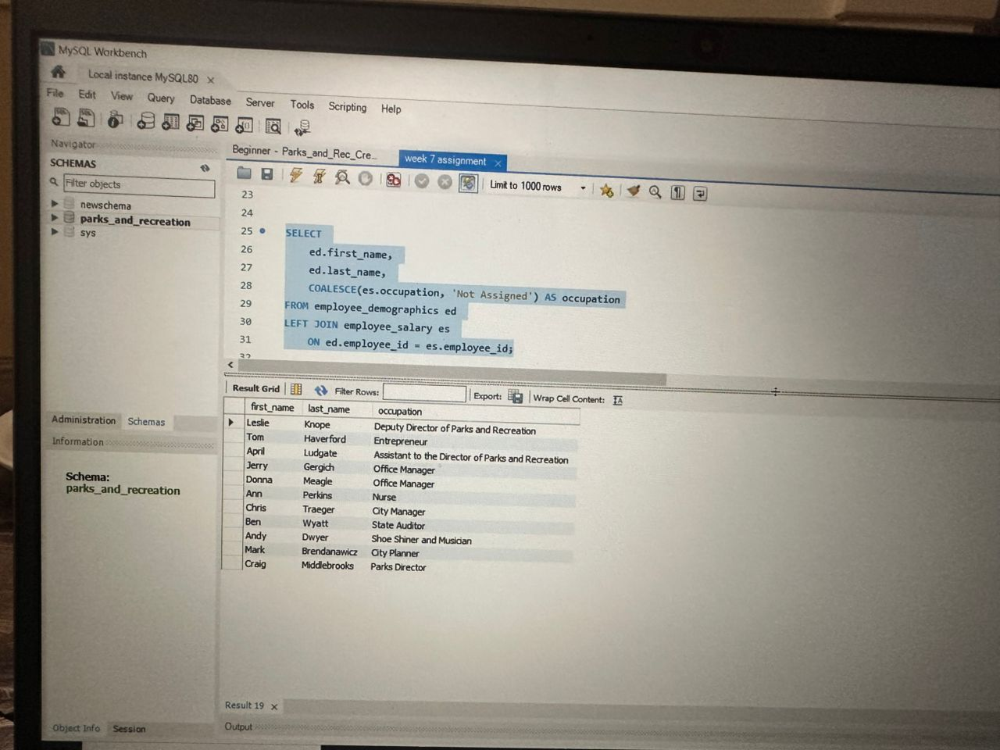 MySQL Workbench
Local instance MySQL80
File Edit View Query Database Server Tools Scripting Help
Navigator
SCHEMAS
Filter objects
newschema
parks_and_recreation
sys
Administration Schemas
Information
Schema:
parks_and_recreation
Object Info Session
Beginner - Parks_and_Rec_Cre... week 7 assignment
Limit to 1000 rows
23
24
25 SELECT
26 ed.first_name,
27 ed.last_name,
28 COALESCE(es.occupation, 'Not Assigned') AS occupation
29 FROM employee_demographics ed
30 LEFT JOIN employee_salary es
31 ON ed.employee_id = es.employee_id;
32
Result Grid Filter Rows: Export: Wrap Cell Content:
first_name last_name occupation
Leslie Knope Deputy Director of Parks and Recreation
Tom Haverford Entrepreneur
April Ludgate Assistant to the Director of Parks and Recreation
Jerry Gergich Office Manager
Donna Meagle Office Manager
Ann Perkins Nurse
Chris Traeger City Manager
Ben Wyatt State Auditor
Andy Dwyer Shoe Shiner and Musician
Mark Brendanawicz City Planner
Craig Middlebrooks Parks Director
Result 19
Output